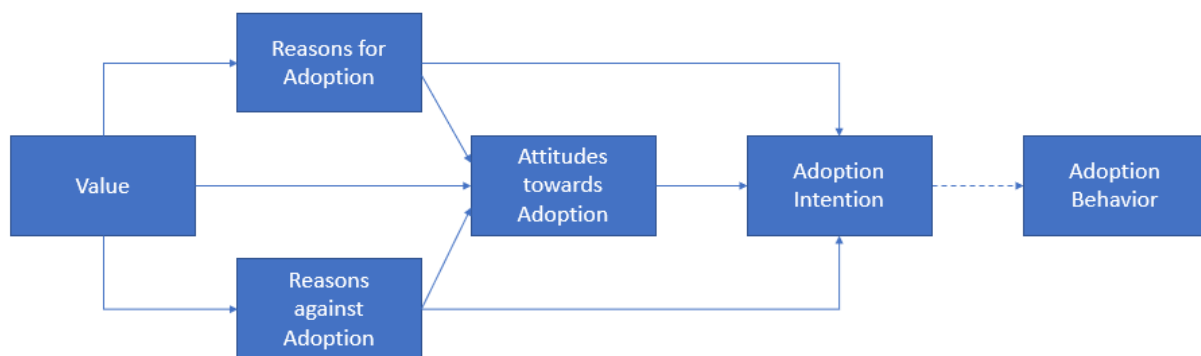 Reasons for
Adoption
Value
Attitudes
towards
Adoption
Adoption
Intention
Adoption
Behavior
Reasons
against
Adoption